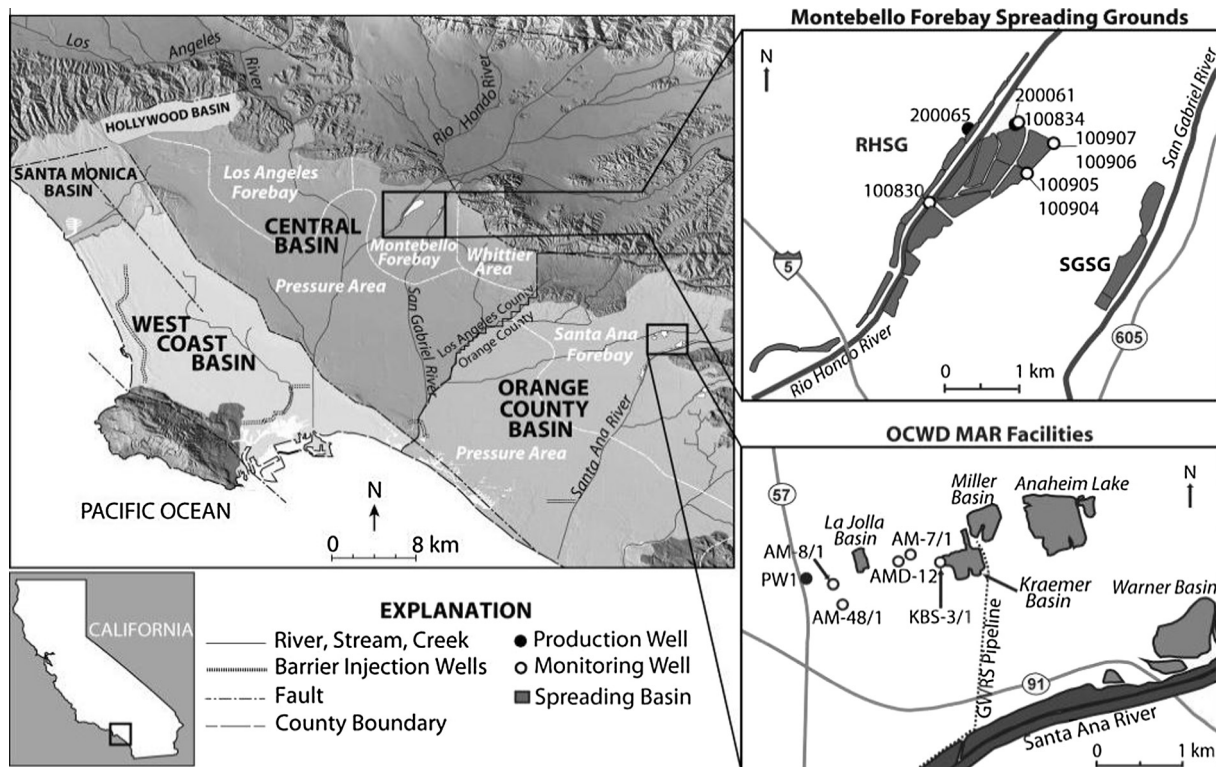 Los Angeles River
Rio Hondo River
HOLLYWOOD BASIN
SANTA MONICA
BASIN
Los Angeles
Forebay
CENTRAL
BASIN
Montebello
Forebay
Whittier
Area
Pressure Area
San Gabriel River
Los Angeles County
Orange County
WEST
COAST
BASIN
Santa Ana
Forebay
ORANGE
COUNTY
BASIN
Pressure Area
Santa Ana River
PACIFIC OCEAN
N
0 8 km
Montebello Forebay Spreading Grounds
N
San Gabriel River
200061
200065
100834
RHSG
100907
100906
100905
100904
100830
5
SGSG
605
Rio Hondo River
0 1 km
OCWD MAR Facilities
57
Miller
Basin
Anaheim Lake
N
La Jolla
Basin
AM-7/1
AM-8/1
PW1
AMD-12
Kraemer
Basin
KBS-3/1
AM-48/1
Warner Basin
GWRS Pipeline
91
Santa Ana River
0 1 km
CALIFORNIA
EXPLANATION
River, Stream, Creek
Barrier Injection Wells
Fault
County Boundary
Production Well
Monitoring Well
Spreading Basin